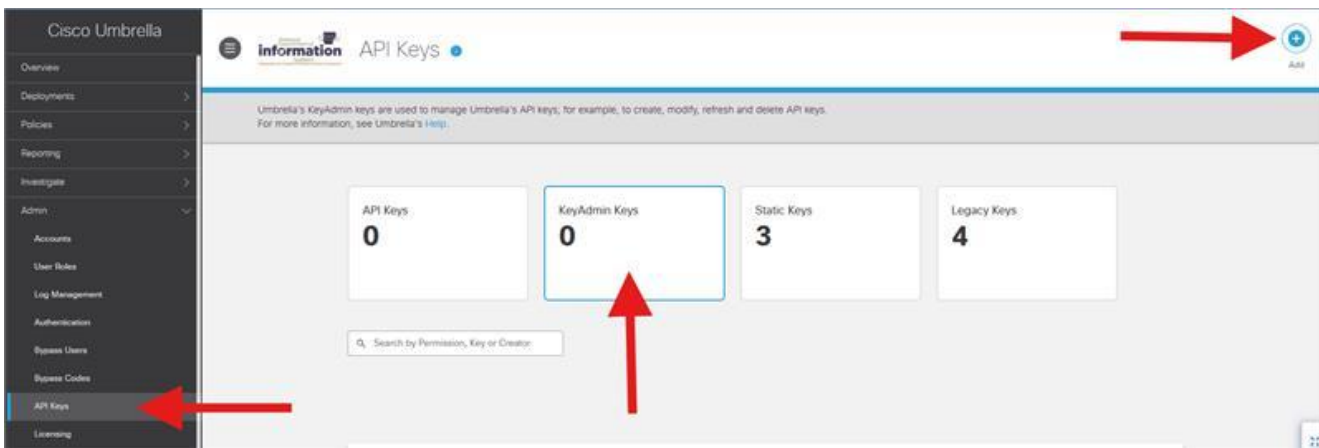 Cisco Umbrella
Overview
Deployments
Policies
Reporting
Investigate
Admin
Accounts
User Roles
Log Management
Authentication
Bypass Users
Bypass Codes
API Keys
Licensing
information
API Keys
Add
Umbrella's KeyAdmin keys are used to manage Umbrella's API keys, for example, to create, modify, refresh and delete API keys.
For more information, see Umbrella's Help.
API Keys
0
KeyAdmin Keys
0
Static Keys
3
Legacy Keys
4
Search by Permission, Key or Creator